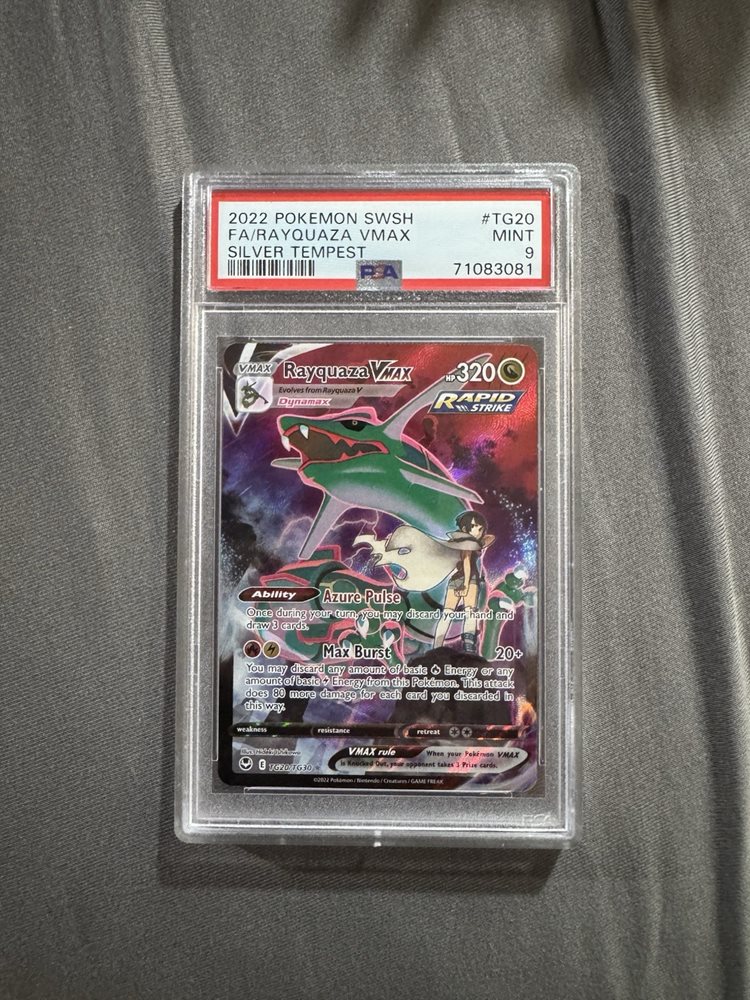 2022 POKEMON SWSH #TG20
FA/RAYQUAZA VMAX MINT
SILVER TEMPEST 9
PSA 71083081
VMAX Rayquaza VMAX HP 320
Evolves from Rayquaza V
Dynamax
RAPID
STRIKE
Ability Azure Pulse
Once during your turn, you may discard your hand and
draw 3 cards.
Max Burst 20+
You may discard any amount of basic Energy or any
amount of basic Energy from this Pokémon. This attack
does 80 more damage for each card you discarded in
this way.
weakness resistance retreat
Illus. Hideki Ishikawa
VMAX rule When your Pokémon VMAX
is Knocked Out, your opponent takes 3 Prize cards.
E TG20/TG30 ★
©2022 Pokémon / Nintendo / Creatures / GAME FREAK